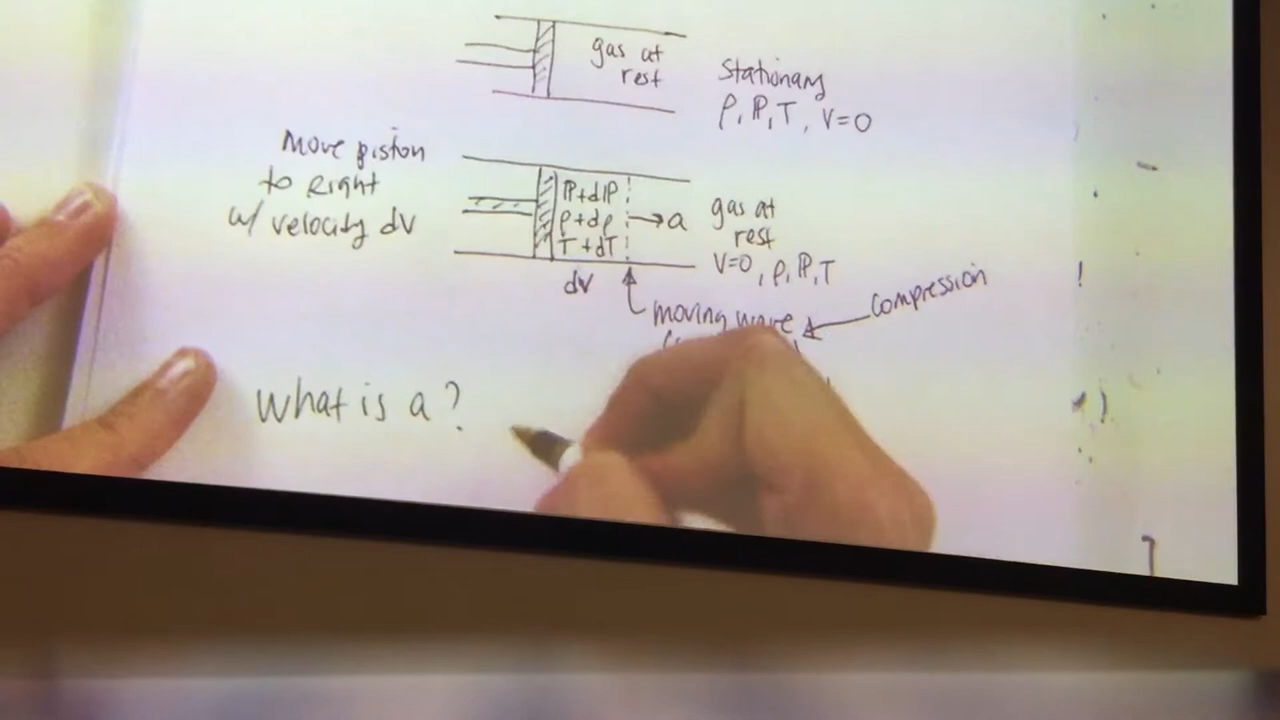 gas at
rest
Stationary
ρ, P, T, V=0
Move piston
to Right
w/ velocity dV
P+dP
ρ+dρ
T+dT
a
gas at
rest
V=0, ρ, P, T
dV
moving wave
Compression
What is a?